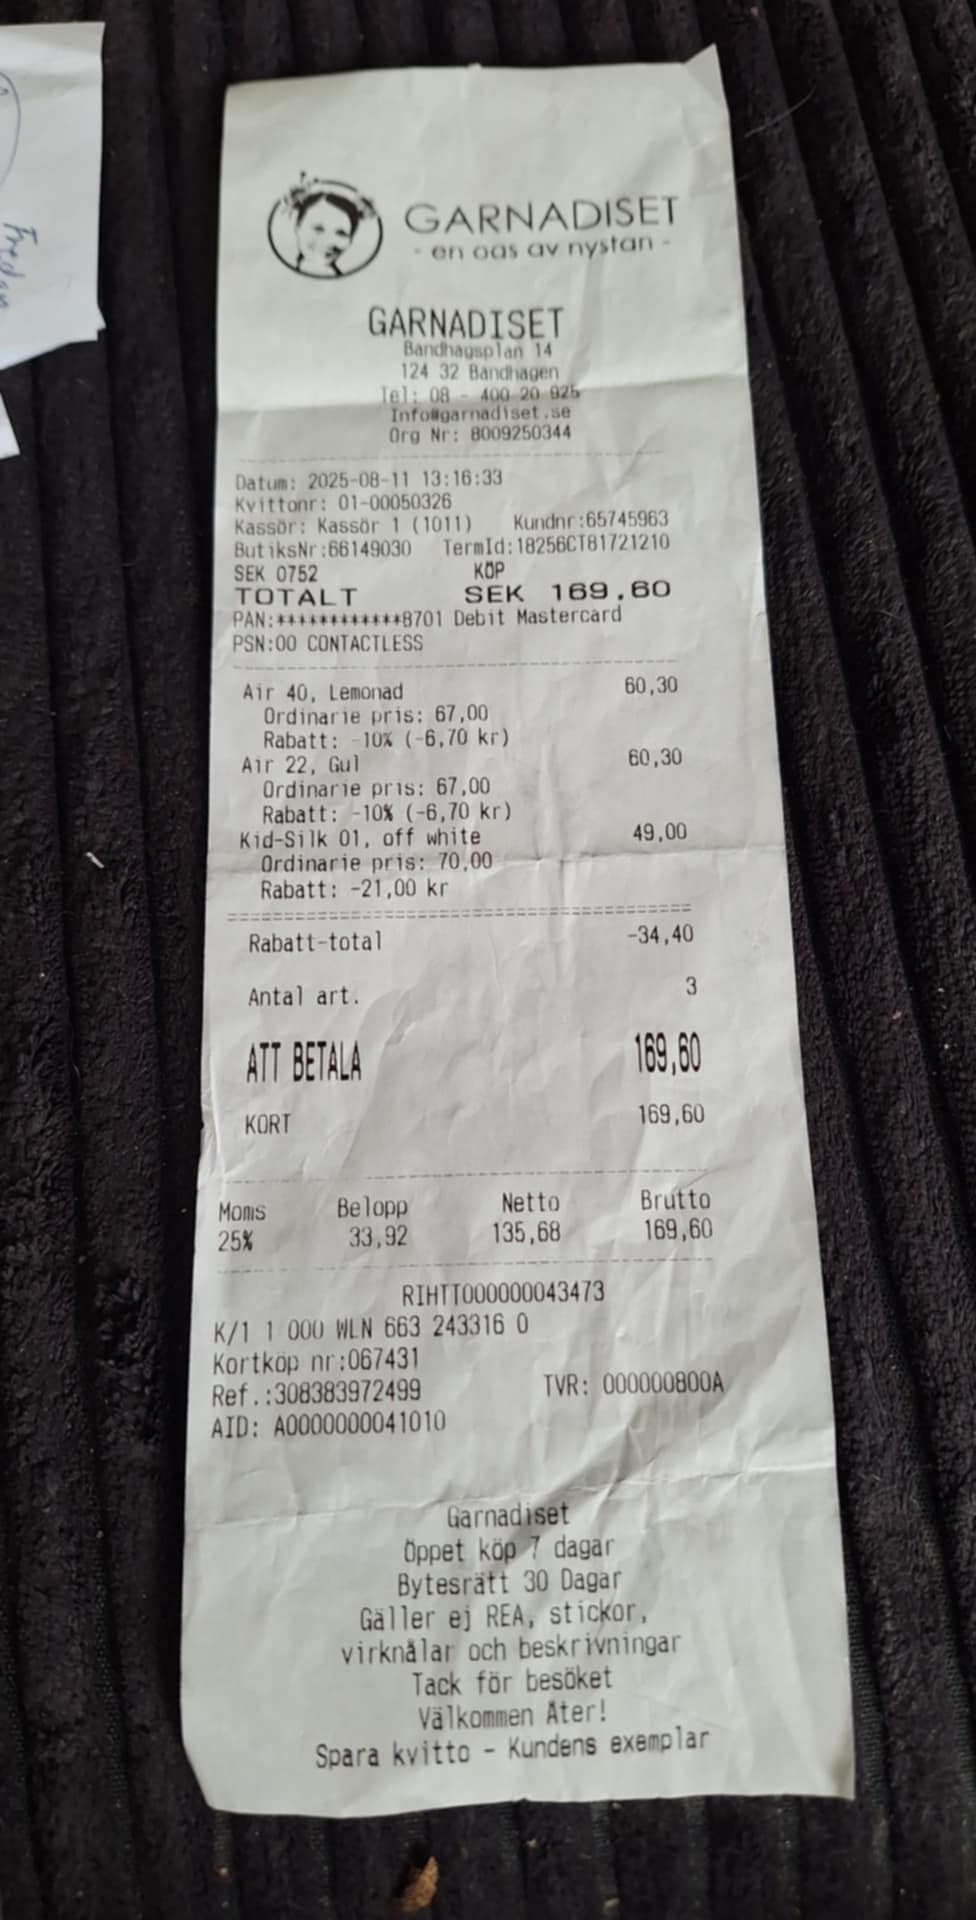 Fredan
GARNADISET
- en oas av nystan -
GARNADISET
Bandhagsplan 14
124 32 Bandhagen
Tel: 08 - 400 20 925
Info@garnadiset.se
Org Nr: 8009250344
Datum: 2025-08-11 13:16:33
Kvittonr: 01-00050326
Kassör: Kassör 1 (1011) Kundnr:65745963
ButiksNr:66149030 TermId:18256CT81721210
SEK 0752 KÖP
TOTALT SEK 169.60
PAN:************8701 Debit Mastercard
PSN:00 CONTACTLESS
Air 40, Lemonad 60,30
Ordinarie pris: 67,00
Rabatt: -10% (-6,70 kr)
Air 22, Gul 60,30
Ordinarie pris: 67,00
Rabatt: -10% (-6,70 kr)
Kid-Silk 01, off white 49,00
Ordinarie pris: 70,00
Rabatt: -21,00 kr
Rabatt-total -34,40
Antal art. 3
ATT BETALA 169,60
KORT 169,60
Moms Belopp Netto Brutto
25% 33,92 135,68 169,60
RIHTT000000043473
K/1 1 000 WLN 663 243316 0
Kortköp nr:067431
Ref.:308383972499 TVR: 000000800A
AID: A0000000041010
Garnadiset
Öppet köp 7 dagar
Bytesrätt 30 Dagar
Gäller ej REA, stickor,
virknålar och beskrivningar
Tack för besöket
Välkommen Åter!
Spara kvitto - Kundens exemplar